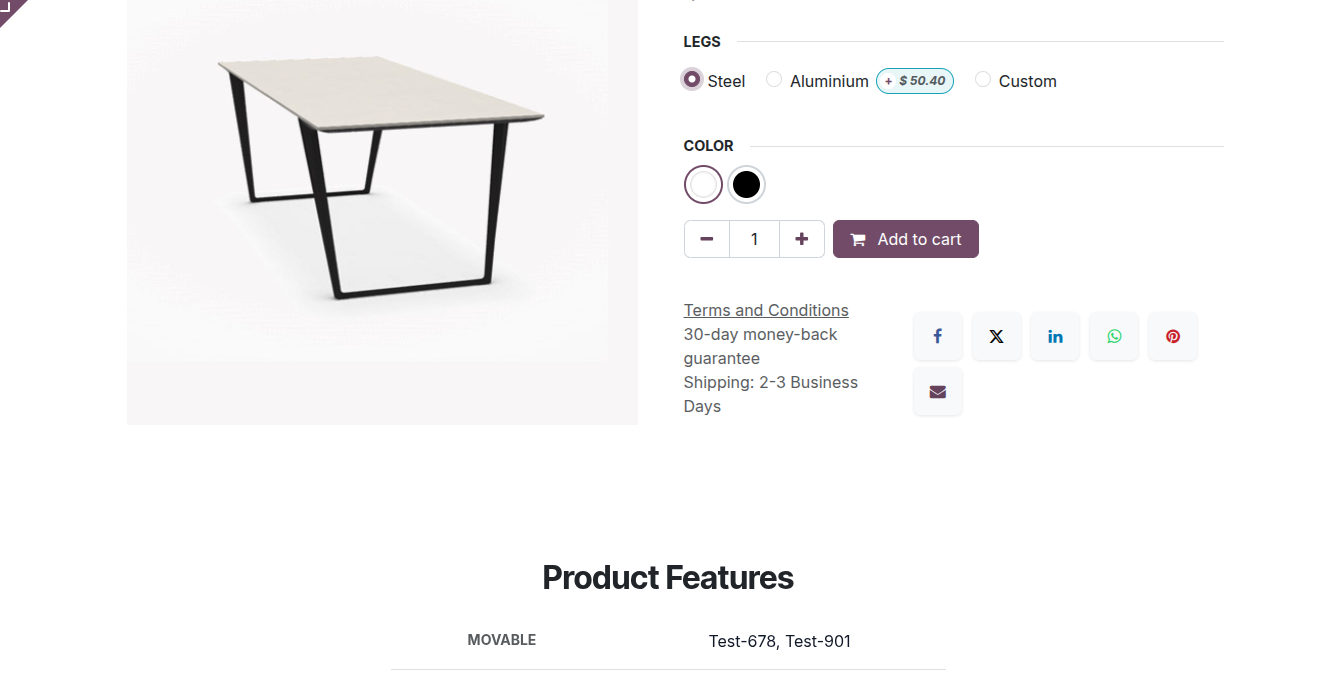 LEGS
Steel Aluminium + $ 50.40 Custom
COLOR
1 Add to cart
Terms and Conditions
30-day money-back
guarantee
Shipping: 2-3 Business
Days
Product Features
MOVABLE Test-678, Test-901